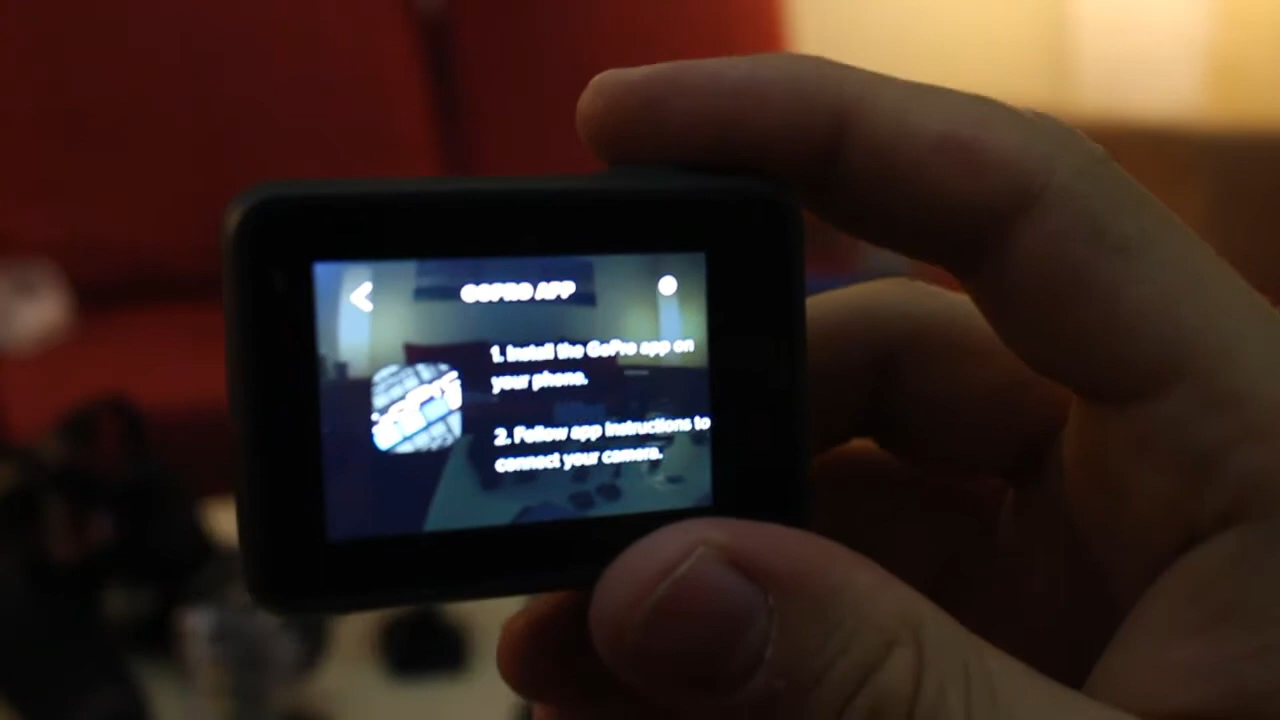 GOPRO APP
1. Install the GoPro app on
your phone.
2. Follow app instructions to
connect your camera.